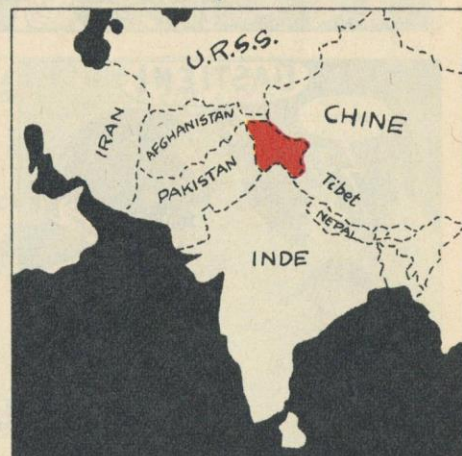 U.R.S.S.
CHINE
IRAN
AFGHANISTAN
PAKISTAN
Tibet
NEPAL
INDE